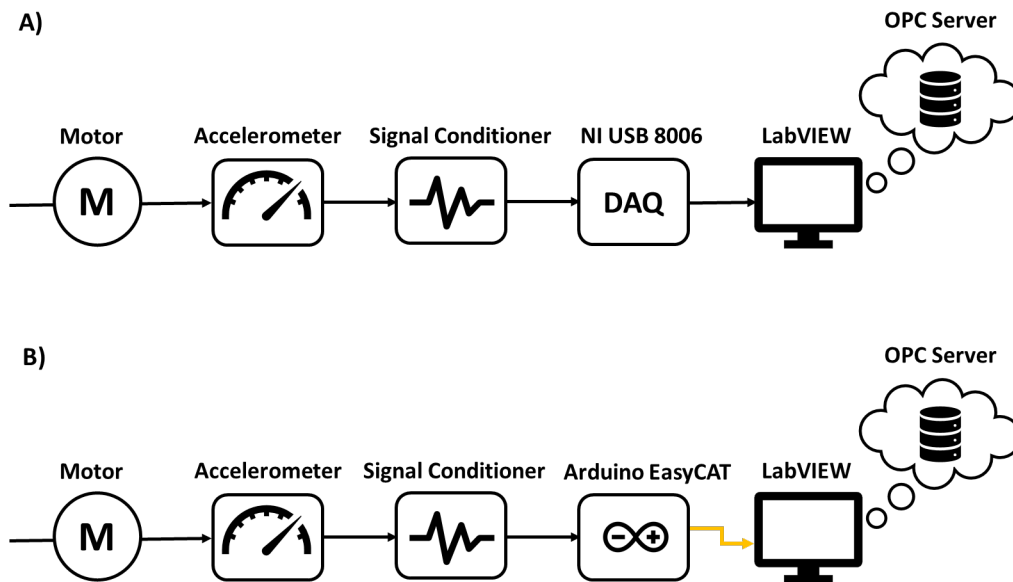 A)
OPC Server
Motor
Accelerometer
Signal Conditioner
NI USB 8006
LabVIEW
M
DAQ
B)
OPC Server
Motor
Accelerometer
Signal Conditioner
Arduino EasyCAT
LabVIEW
M